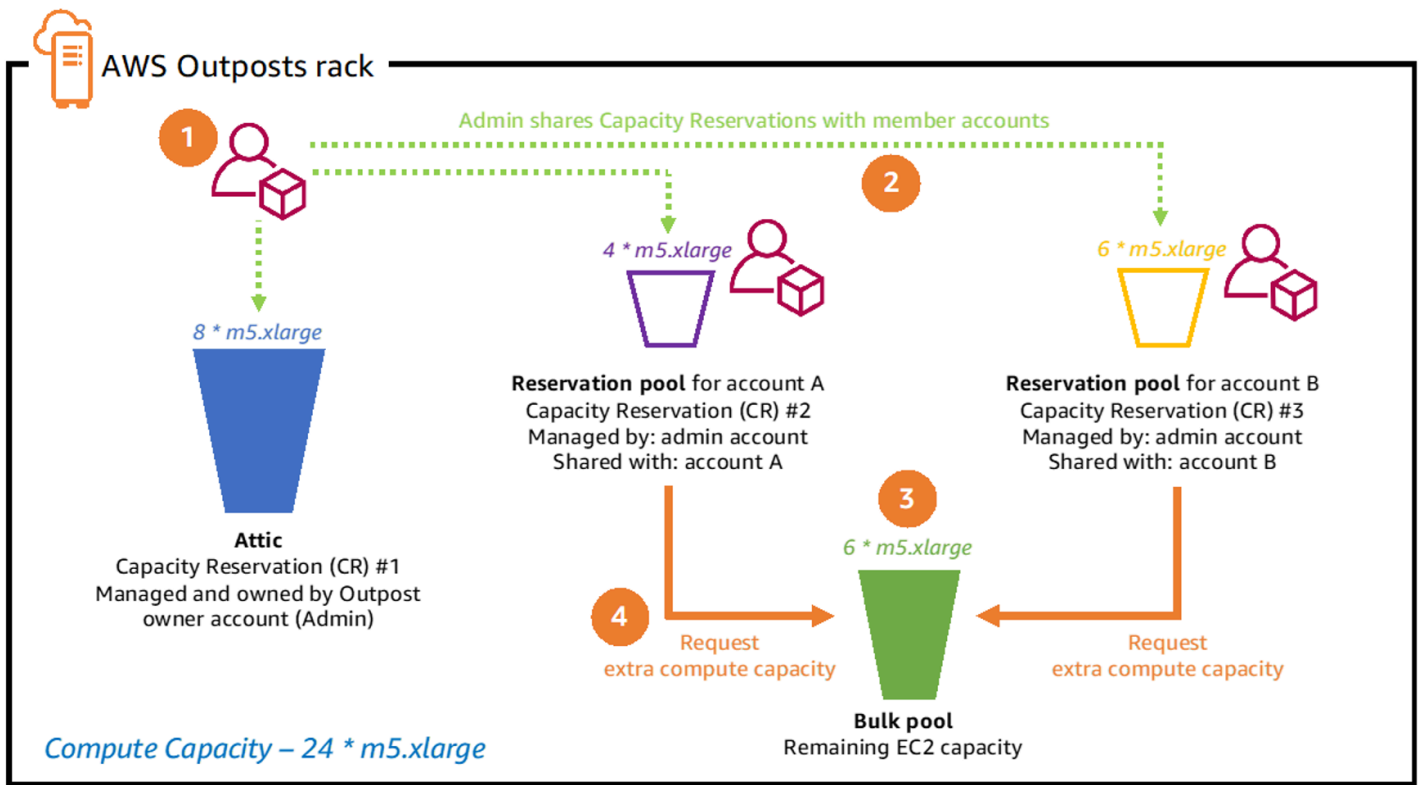 AWS Outposts rack
1
Admin shares Capacity Reservations with member accounts
2
4 * m5.xlarge
6 * m5.xlarge
8 * m5.xlarge
Reservation pool for account A
Capacity Reservation (CR) #2
Managed by: admin account
Shared with: account A
Reservation pool for account B
Capacity Reservation (CR) #3
Managed by: admin account
Shared with: account B
3
6 * m5.xlarge
Attic
Capacity Reservation (CR) #1
Managed and owned by Outpost
owner account (Admin)
4
Request
extra compute capacity
Request
extra compute capacity
Bulk pool
Remaining EC2 capacity
Compute Capacity – 24 * m5.xlarge